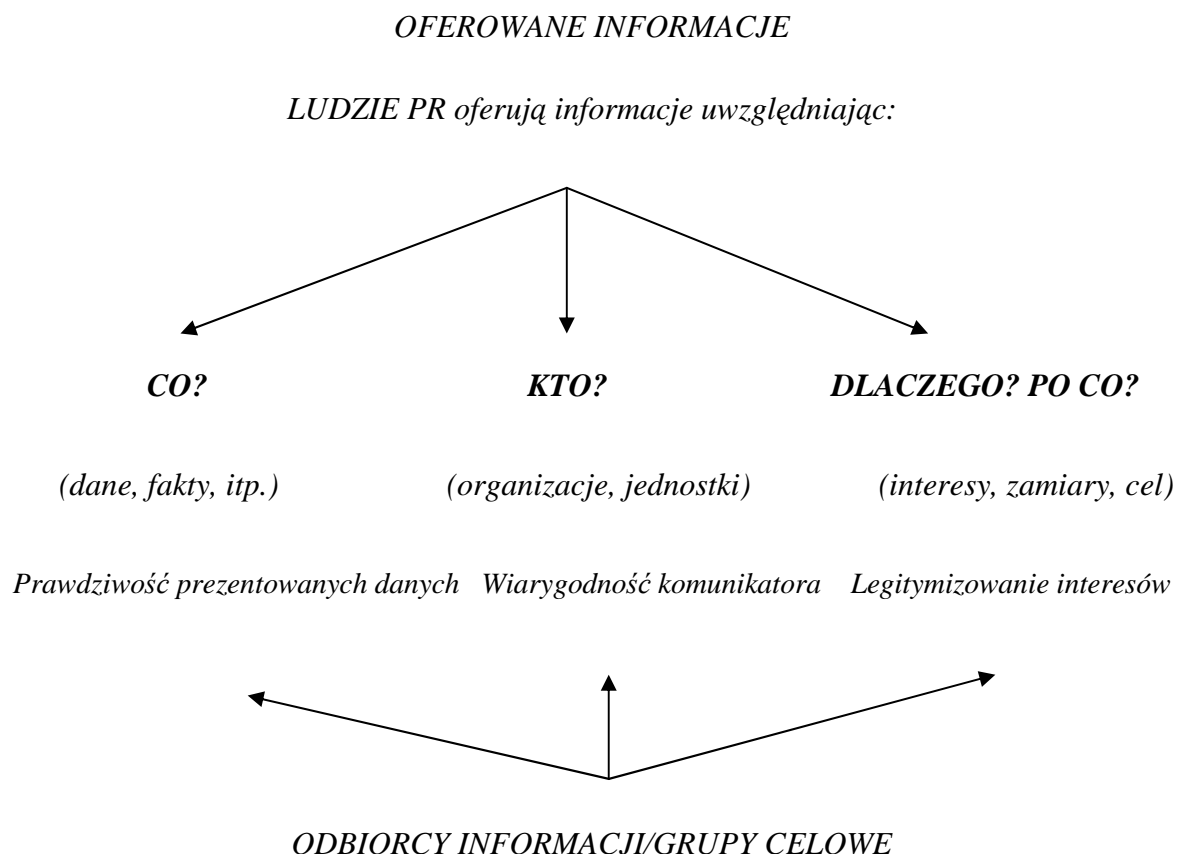 OFEROWANE INFORMACJE
LUDZIE PR oferują informacje uwzględniając:
CO? KTO? DLACZEGO? PO CO?
(dane, fakty, itp.) (organizacje, jednostki) (interesy, zamiary, cel)
Prawdziwość prezentowanych danych Wiarygodność komunikatora Legitymizowanie interesów
ODBIORCY INFORMACJI/GRUPY CELOWE